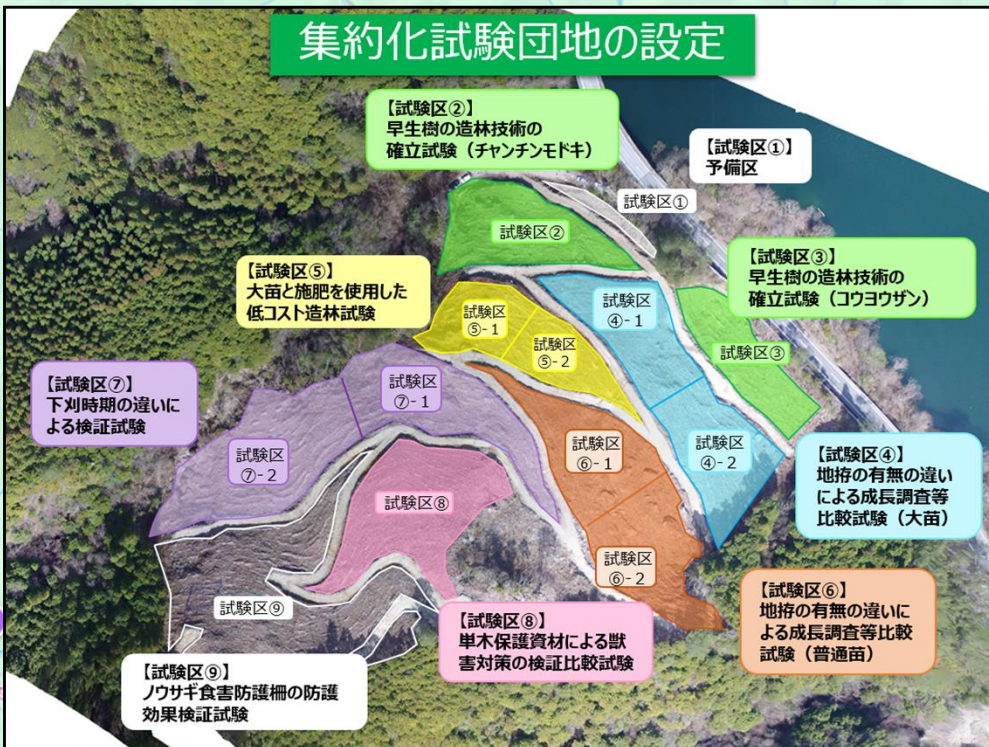 集約化試験団地の設定
【試験区②】
早生樹の造林技術の
確立試験（チャンチンモドキ）
【試験区①】
予備区
試験区①
試験区②
【試験区③】
早生樹の造林技術の
確立試験（コウヨウザン）
【試験区⑤】
大苗と施肥を使用した
低コスト造林試験
試験区
④-1
試験区
⑤-1
試験区
⑤-2
試験区③
【試験区⑦】
下刈時期の違いに
よる検証試験
試験区
⑦-1
試験区
⑦-2
試験区
⑥-1
試験区
④-2
【試験区④】
地拵の有無の違い
による成長調査等
比較試験（大苗）
試験区⑧
試験区
⑥-2
試験区⑨
【試験区⑧】
単木保護資材による獣
害対策の検証比較試験
【試験区⑥】
地拵の有無の違いに
よる成長調査等比較
試験（普通苗）
【試験区⑨】
ノウサギ食害防護柵の防護
効果検証試験